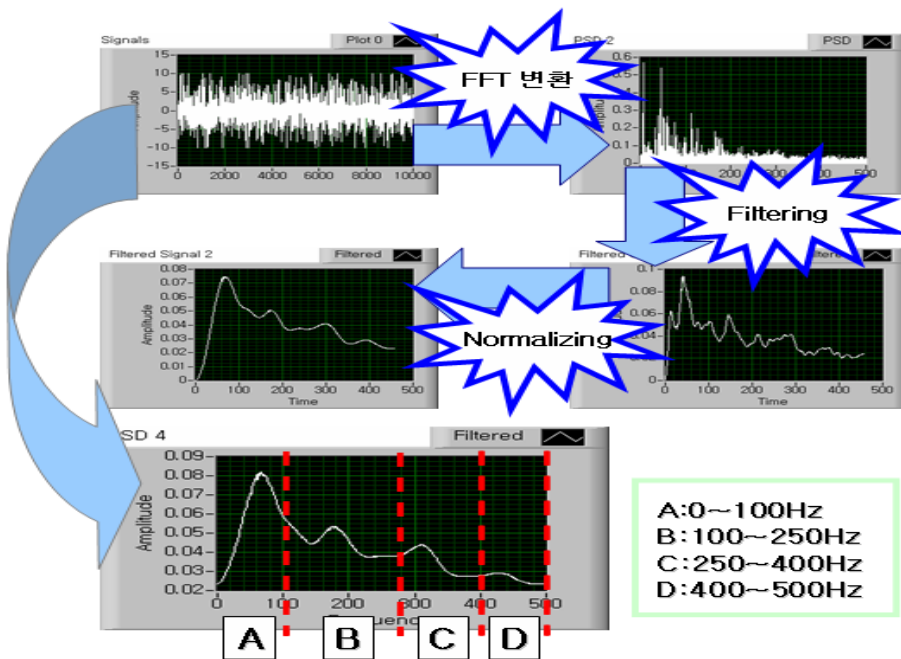 Signals
Plot 0
Amplitude
15
10
5
0
-5
-10
-15
0 2000 4000 6000 8000 10000
FFT 변환
PSD 2
PSD
0.6
0.5
0.4
0.3
0.2
0.1
0
200 300 400 500
Filtering
Filtered Signal 2
Filtered
Amplitude
0.08
0.07
0.06
0.05
0.04
0.03
0.02
0.01
0
0 100 200 300 400 500
Time
Normalizing
Filtered
0.1
0
0 100 200 300 400 500
Time
SD 4
Filtered
Amplitude
0.09
0.08
0.07
0.06
0.05
0.04
0.03
0.02
0 100 200 300 400 500
A B C D
A:0~100Hz
B:100~250Hz
C:250~400Hz
D:400~500Hz